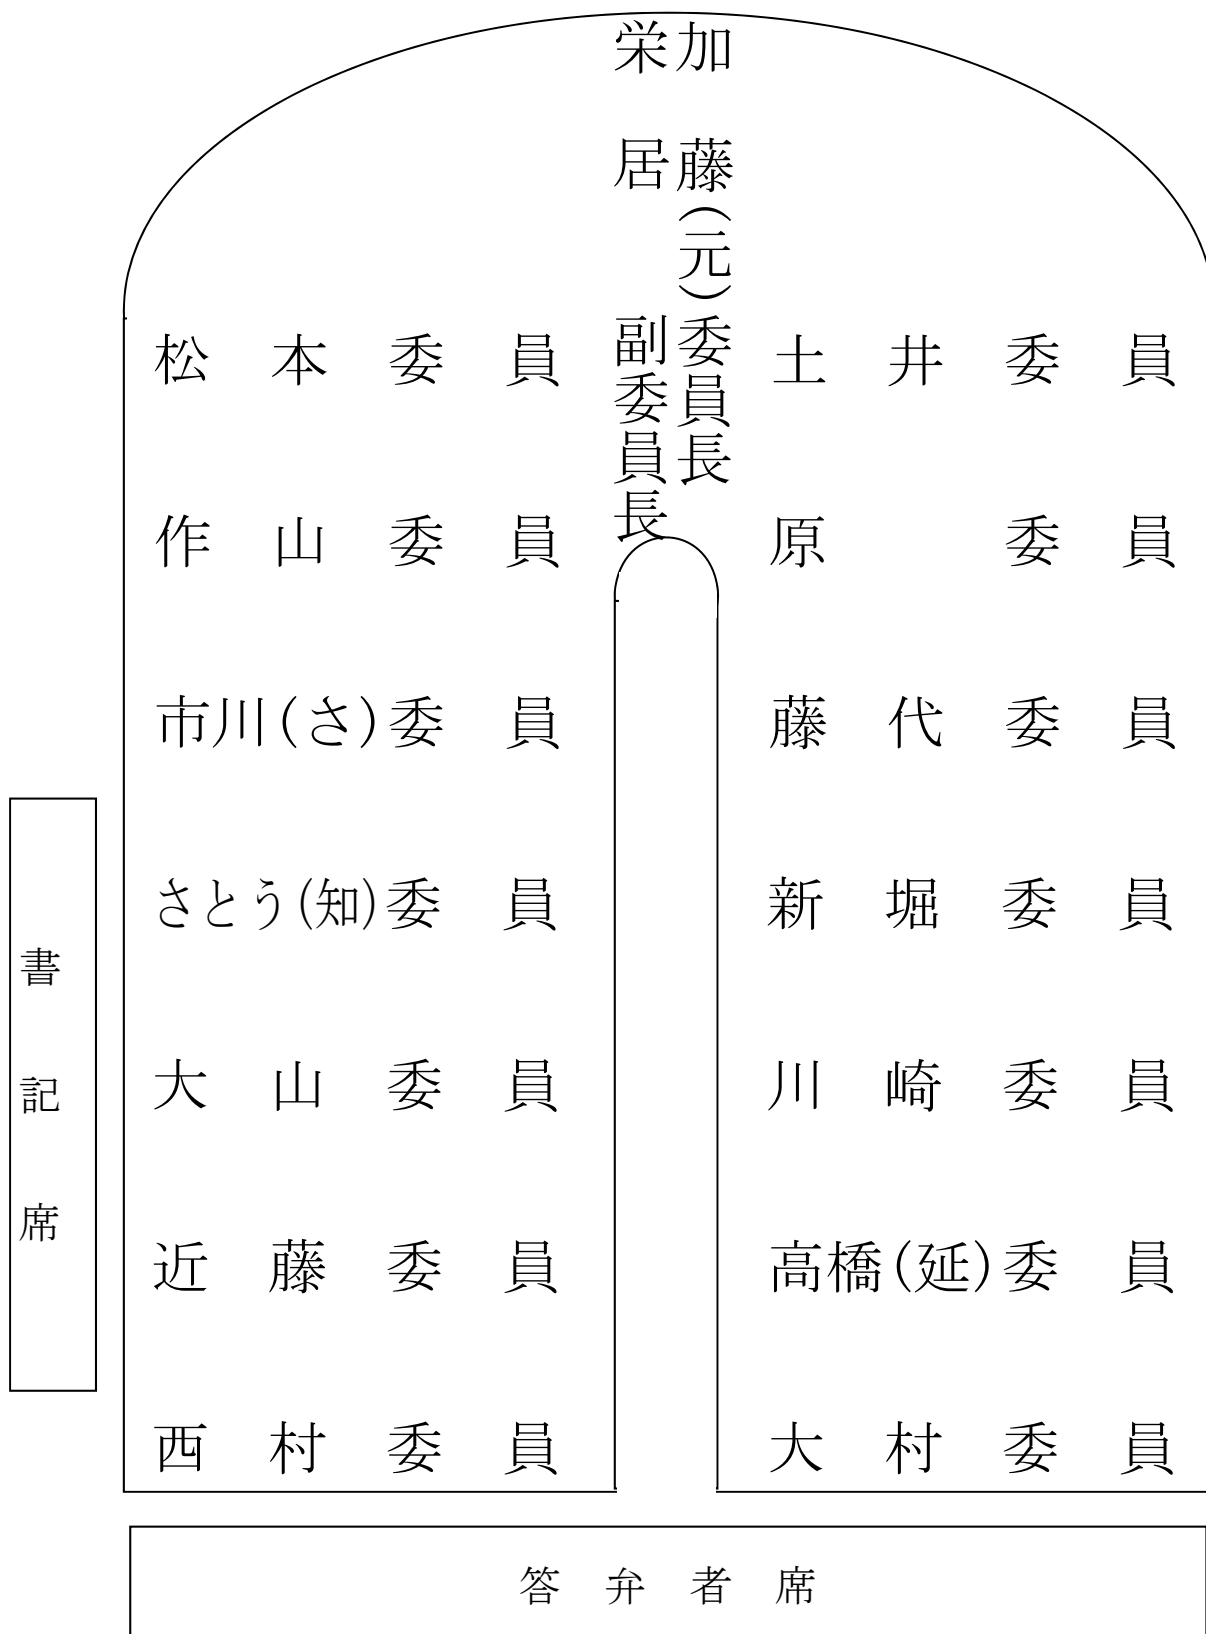 加藤(元)委員長
栄居副委員長
松本委員
土井委員
作山委員
原委員
市川(さ)委員
藤代委員
さとう(知)委員
新堀委員
大山委員
川崎委員
近藤委員
高橋(延)委員
西村委員
大村委員
書記席
答弁者席